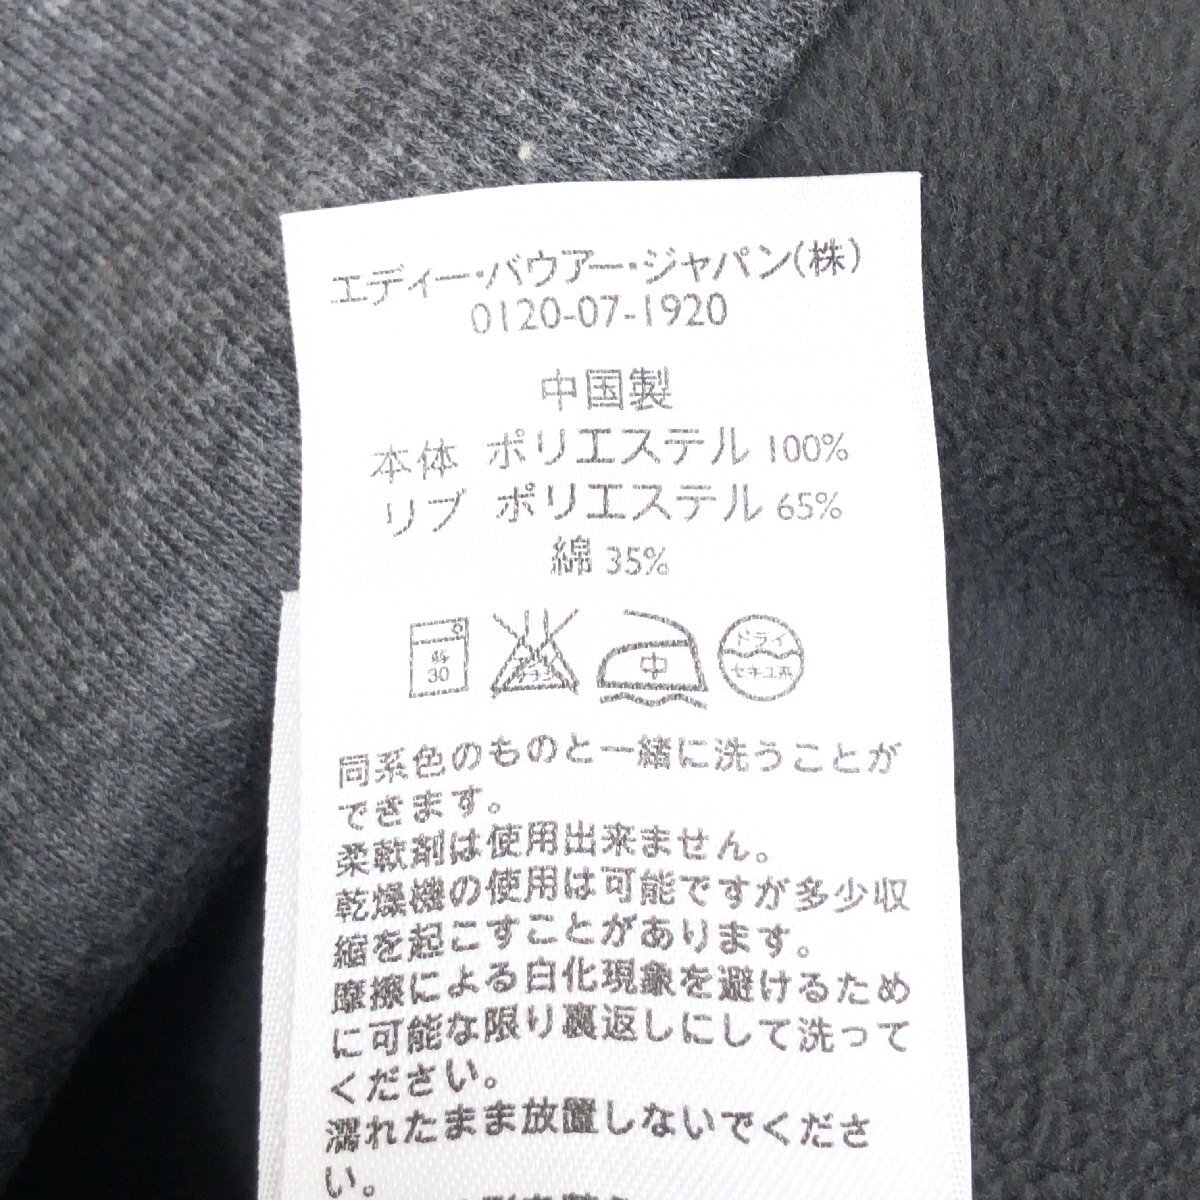 エディー・バウアー・ジャパン(株)
0120-07-1920
中国製
本体 ポリエステル 100%
リブ ポリエステル 65%
綿 35%
30
中
ドライ
セキユ系
同系色のものと一緒に洗うことが
できます。
柔軟剤は使用出来ません。
乾燥機の使用は可能ですが多少収
縮を起こすことがあります。
摩擦による白化現象を避けるため
に可能な限り裏返しにして洗って
ください。
濡れたまま放置しないでくださ
い。